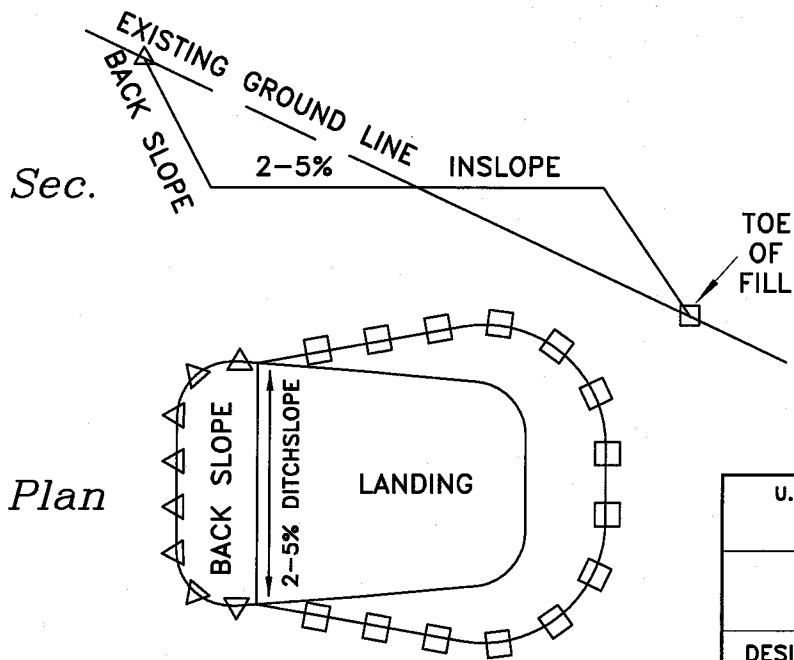 EXISTING GROUND LINE
BACK SLOPE
Sec.
2-5%
INSLOPE
TOE
OF
FILL
Plan
BACK SLOPE
2-5% DITCHSLOPE
LANDING
U.
DESI